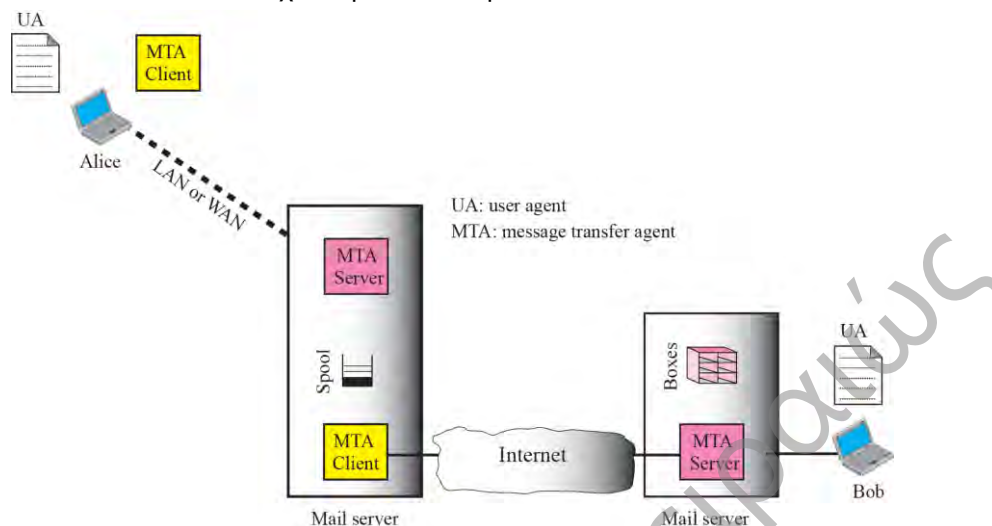 UA
MTA
Client
Alice
LAN or WAN
UA: user agent
MTA: message transfer agent
MTA
Server
Spool
MTA
Client
Internet
Boxes
MTA
Server
UA
Bob
Mail server
Mail server